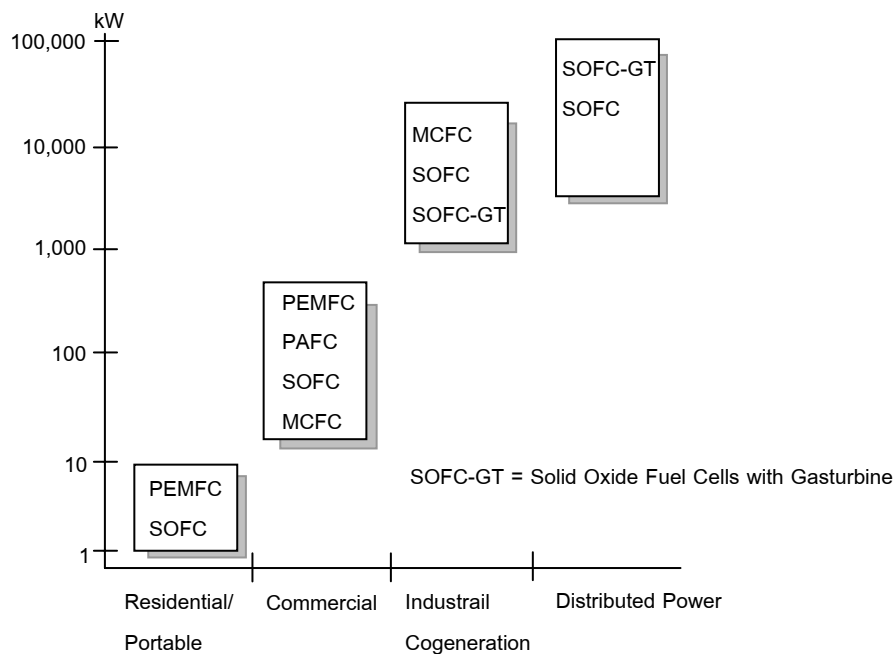 kW
100,000
10,000
1,000
100
10
1
SOFC-GT
SOFC
MCFC
SOFC
SOFC-GT
PEMFC
PAFC
SOFC
MCFC
PEMFC
SOFC
SOFC-GT = Solid Oxide Fuel Cells with Gasturbine
Residential/
Portable
Commercial
Industrail
Cogeneration
Distributed Power